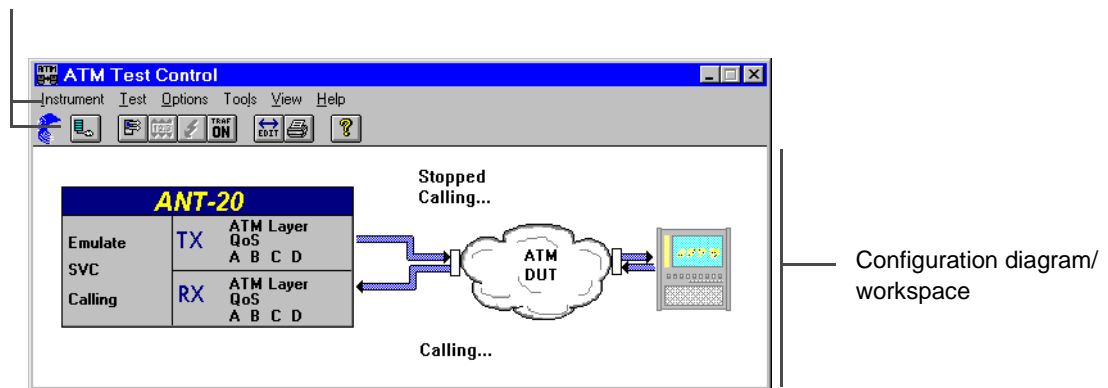 ATM Test Control
Instrument Test Options Tools View Help
TRAF
ON
EDIT
?
Stopped
Calling...
ANT-20
Emulate
SVC
Calling
TX
ATM Layer
QoS
A B C D
RX
ATM Layer
QoS
A B C D
ATM
DUT
Calling...
Configuration diagram/
workspace